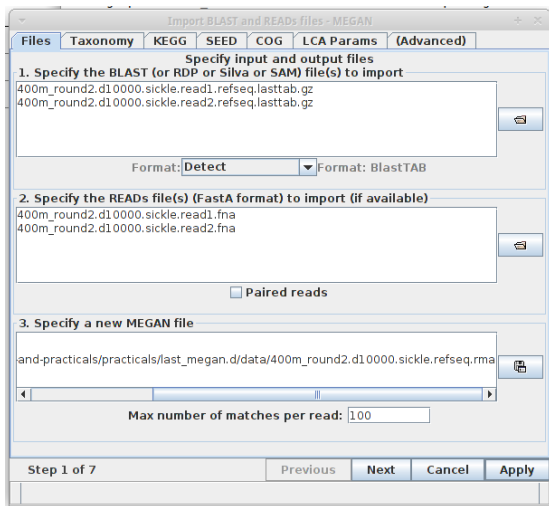 Import BLAST and READs files - MEGAN
Files Taxonomy KEGG SEED COG LCA Params (Advanced)
Specify input and output files
1. Specify the BLAST (or RDP or Silva or SAM) file(s) to import
400m_round2.d10000.sickle.read1.refseq.lasttab.gz
400m_round2.d10000.sickle.read2.refseq.lasttab.gz
Format: Detect Format: BlastTAB
2. Specify the READs file(s) (FastA format) to import (if available)
400m_round2.d10000.sickle.read1.fna
400m_round2.d10000.sickle.read2.fna
Paired reads
3. Specify a new MEGAN file
-and-practicals/practicals/last_megan.d/data/400m_round2.d10000.sickle.refseq.rma
Max number of matches per read: 100
Step 1 of 7 Previous Next Cancel Apply